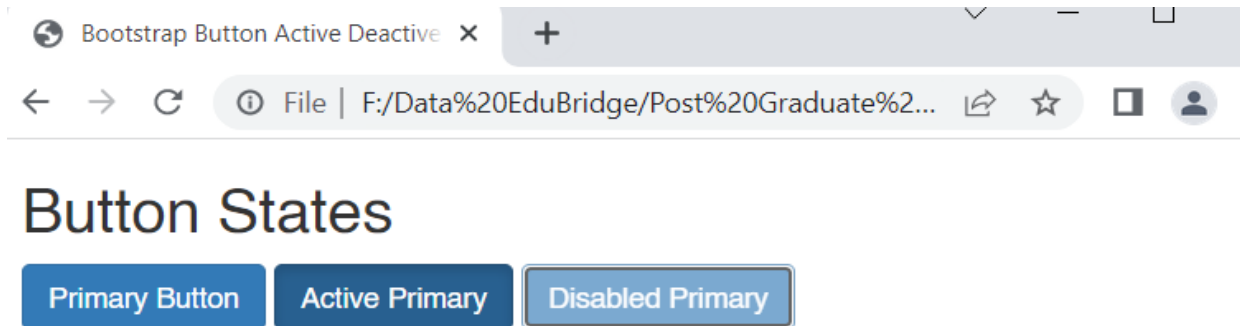 Bootstrap Button Active Deactive
File | F:/Data%20EduBridge/Post%20Graduate%2...
Button States
Primary Button Active Primary Disabled Primary